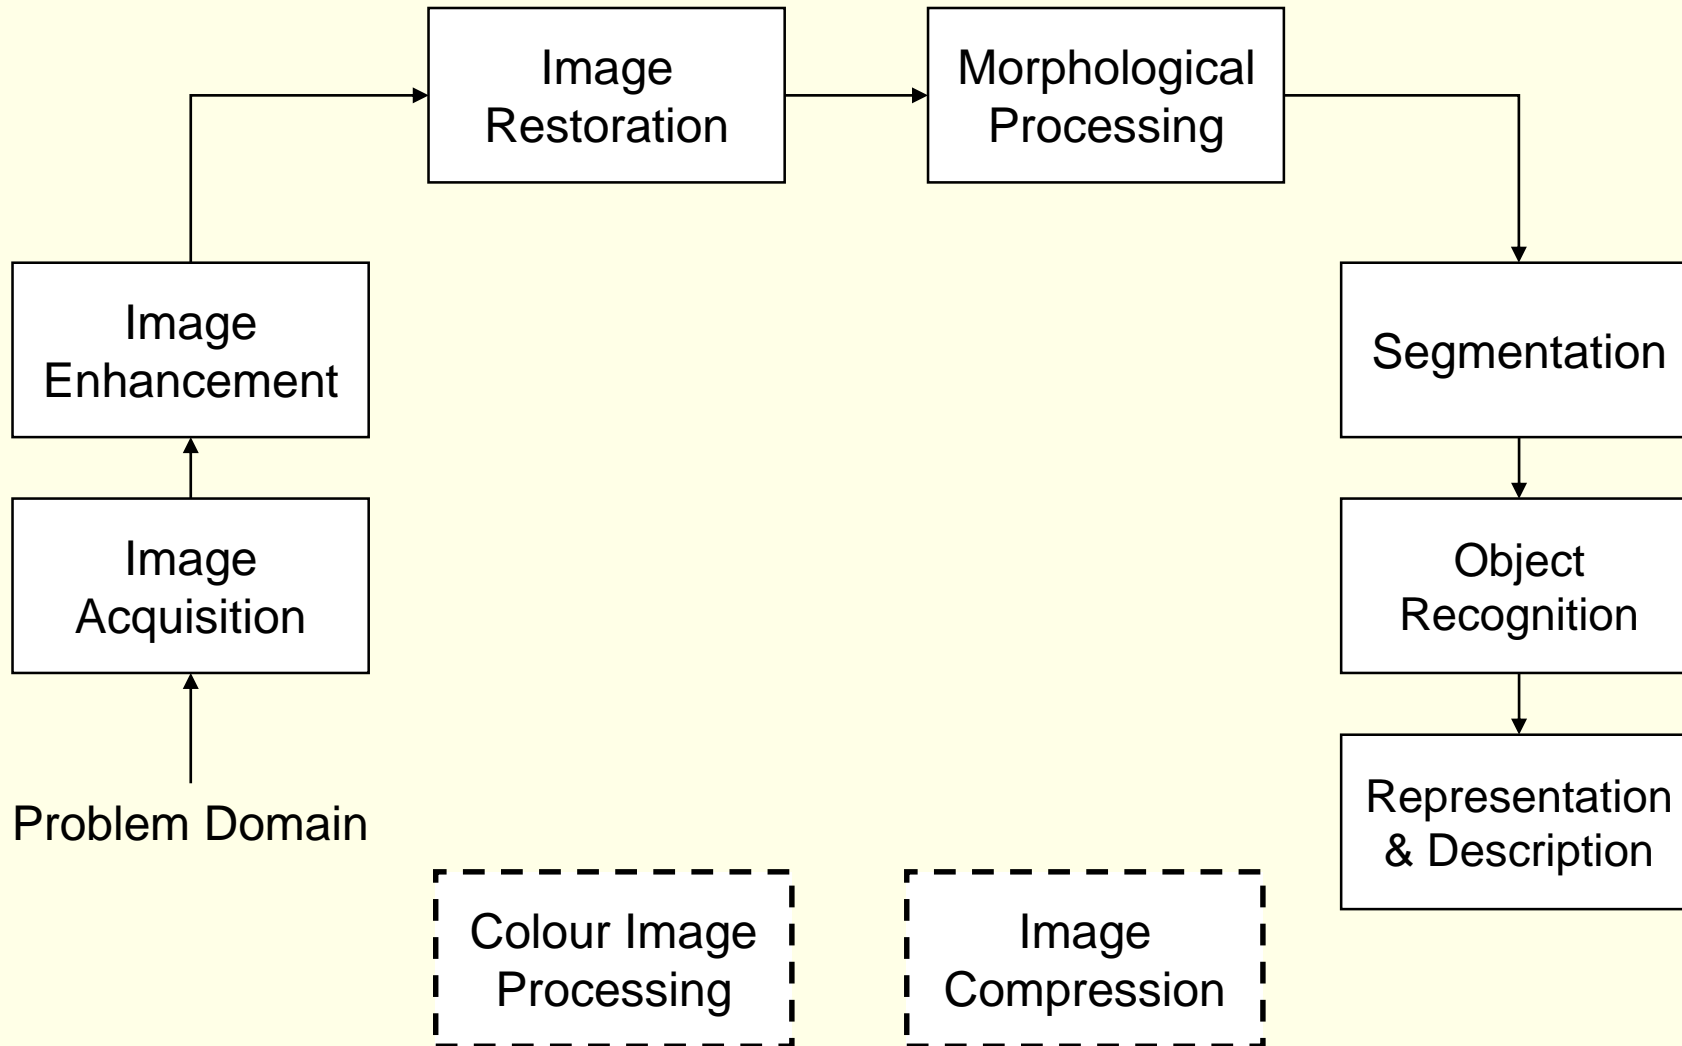 Image
Restoration
Morphological
Processing
Image
Enhancement
Segmentation
Image
Acquisition
Object
Recognition
Problem Domain
Representation
& Description
Colour Image
Processing
Image
Compression